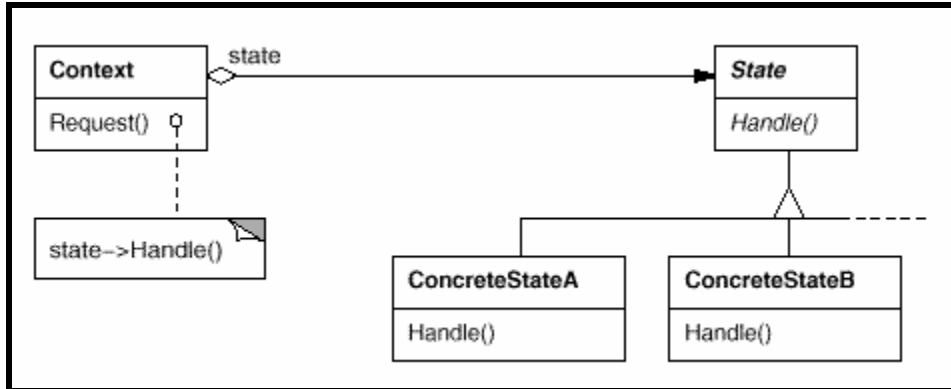 Context
Request()
state
State
Handle()
state->Handle()
ConcreteStateA
Handle()
ConcreteStateB
Handle()